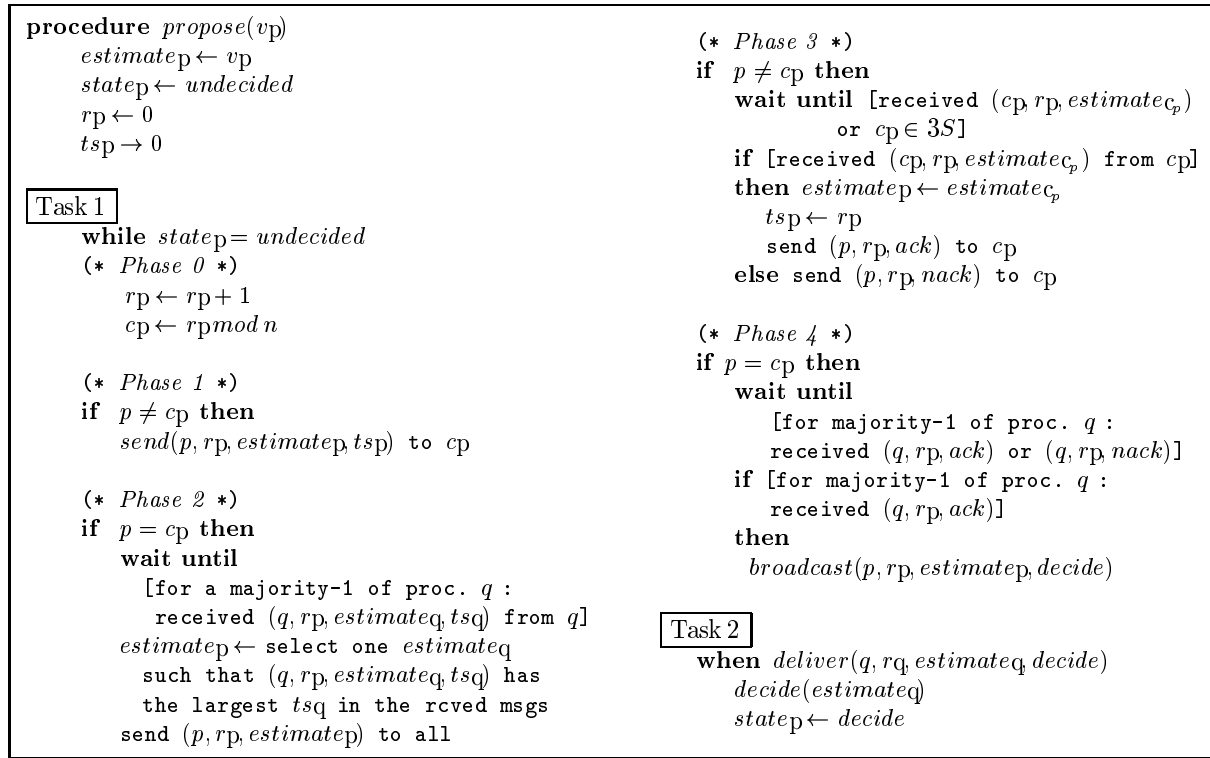 procedure propose(vp)
estimatep ← vp
statep ← undecided
rp ← 0
tsp → 0
Task 1
while statep = undecided
(* Phase 0 *)
rp ← rp + 1
cp ← rp mod n
(* Phase 1 *)
if p ≠ cp then
send(p, rp, estimatep, tsp) to cp
(* Phase 2 *)
if p = cp then
wait until
[for a majority-1 of proc. q :
received (q, rp, estimateq, tsq) from q]
estimatep ← select one estimateq
such that (q, rp, estimateq, tsq) has
the largest tsq in the rcved msgs
send (p, rp, estimatep) to all
(* Phase 3 *)
if p ≠ cp then
wait until [received (cp, rp, estimatecp)
or cp ∈ 3S]
if [received (cp, rp, estimatecp) from cp]
then estimatep ← estimatecp
tsp ← rp
send (p, rp, ack) to cp
else send (p, rp, nack) to cp
(* Phase 4 *)
if p = cp then
wait until
[for majority-1 of proc. q :
received (q, rp, ack) or (q, rp, nack)]
if [for majority-1 of proc. q :
received (q, rp, ack)]
then
broadcast(p, rp, estimatep, decide)
Task 2
when deliver(q, rq, estimateq, decide)
decide(estimateq)
statep ← decide